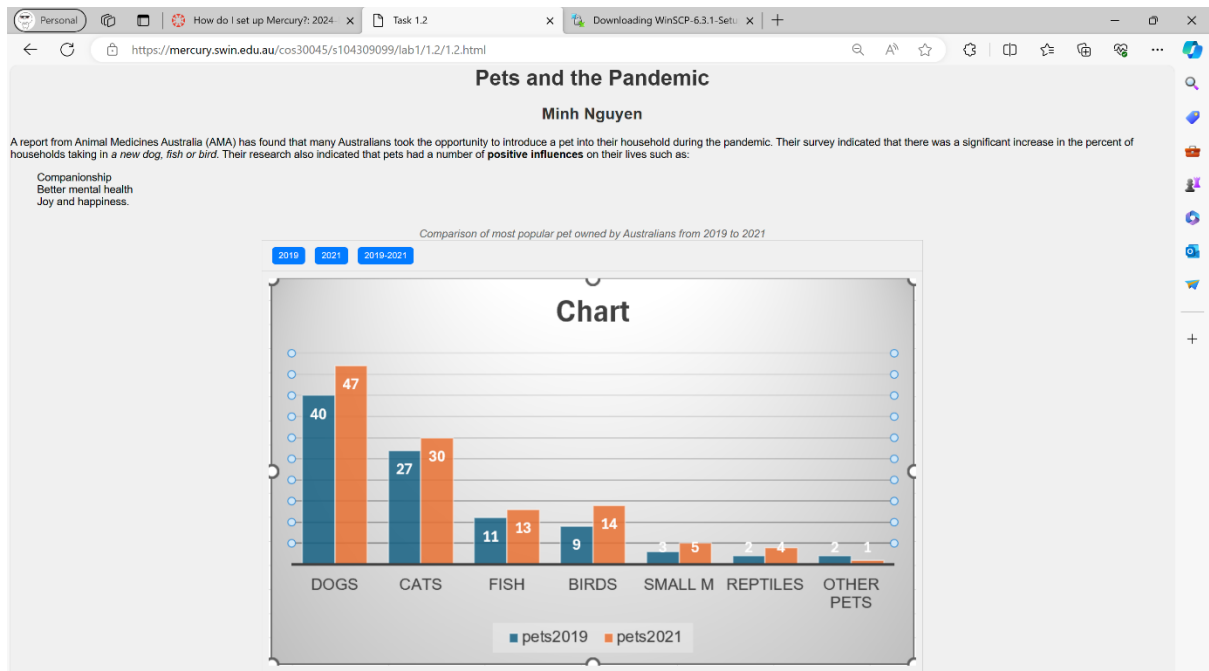 Personal
How do I set up Mercury?: 2024-
Task 1.2
Downloading WinSCP-6.3.1-Setu
https://mercury.swin.edu.au/cos30045/s104309099/lab1/1.2/1.2.html
Pets and the Pandemic
Minh Nguyen
A report from Animal Medicines Australia (AMA) has found that many Australians took the opportunity to introduce a pet into their household during the pandemic. Their survey indicated that there was a significant increase in the percent of
households taking in a new dog, fish or bird. Their research also indicated that pets had a number of positive influences on their lives such as:
Companionship
Better mental health
Joy and happiness.
Comparison of most popular pet owned by Australians from 2019 to 2021
2019 2021 2019-2021
Chart
40 47 27 30 11 13 9 14 3 5 2 4 2 1
DOGS CATS FISH BIRDS SMALL M REPTILES OTHER
PETS
pets2019 pets2021